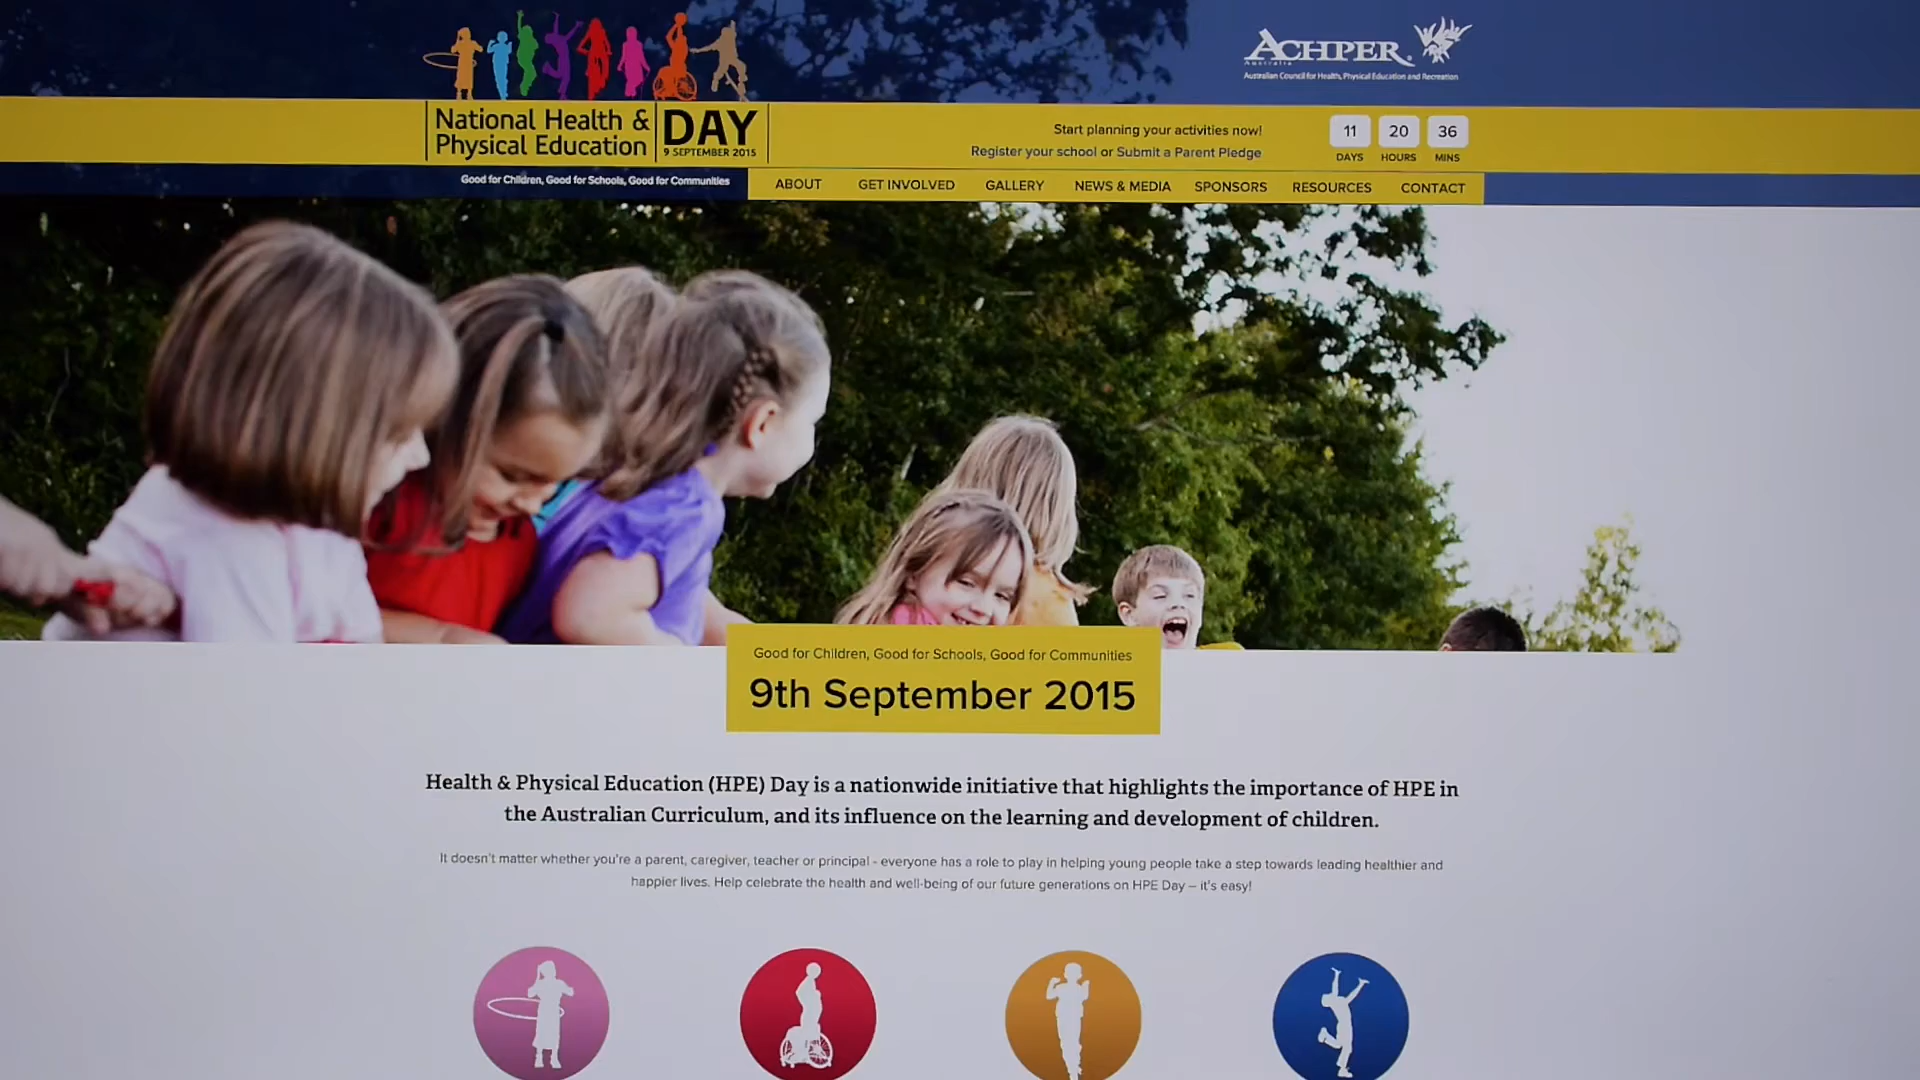 ACHPER
Australia
Australian Council for Health, Physical Education and Recreation
National Health &
Physical Education
DAY
9 SEPTEMBER 2015
Start planning your activities now!
Register your school or Submit a Parent Pledge
11 20 36
DAYS HOURS MINS
Good for Children, Good for Schools, Good for Communities
ABOUT GET INVOLVED GALLERY NEWS & MEDIA SPONSORS RESOURCES CONTACT
Good for Children, Good for Schools, Good for Communities
9th September 2015
Health & Physical Education (HPE) Day is a nationwide initiative that highlights the importance of HPE in
the Australian Curriculum, and its influence on the learning and development of children.
It doesn't matter whether you're a parent, caregiver, teacher or principal - everyone has a role to play in helping young people take a step towards leading healthier and
happier lives. Help celebrate the health and well-being of our future generations on HPE Day – it's easy!